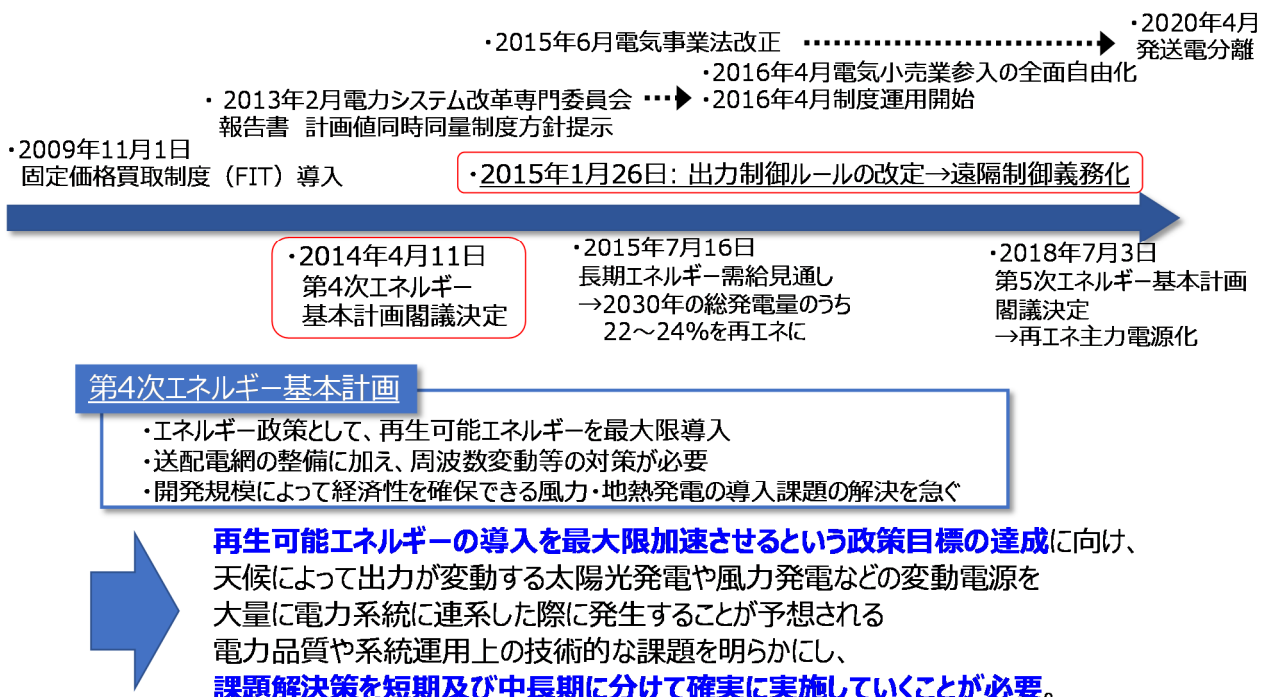 ・2020年4月
発送電分離
・2015年6月電気事業法改正
・2016年4月電気小売業参入の全面自由化
・2013年2月電力システム改革専門委員会
・2016年4月制度運用開始
報告書 計画値同時同量制度方針提示
・2009年11月1日
固定価格買取制度（FIT）導入
・2015年1月26日: 出力制御ルールの改定→遠隔制御義務化
・2014年4月11日
第4次エネルギー
基本計画閣議決定
・2015年7月16日
長期エネルギー需給見通し
→2030年の総発電量のうち
22～24%を再エネに
・2018年7月3日
第5次エネルギー基本計画
閣議決定
→再エネ主力電源化
第4次エネルギー基本計画
・エネルギー政策として、再生可能エネルギーを最大限導入
・送配電網の整備に加え、周波数変動等の対策が必要
・開発規模によって経済性を確保できる風力・地熱発電の導入課題の解決を急ぐ
再生可能エネルギーの導入を最大限加速させるという政策目標の達成に向け、
天候によって出力が変動する太陽光発電や風力発電などの変動電源を
大量に電力系統に連系した際に発生することが予想される
電力品質や系統運用上の技術的な課題を明らかにし、
課題解決策を短期及び中長期に分けて確実に実施していくことが必要。